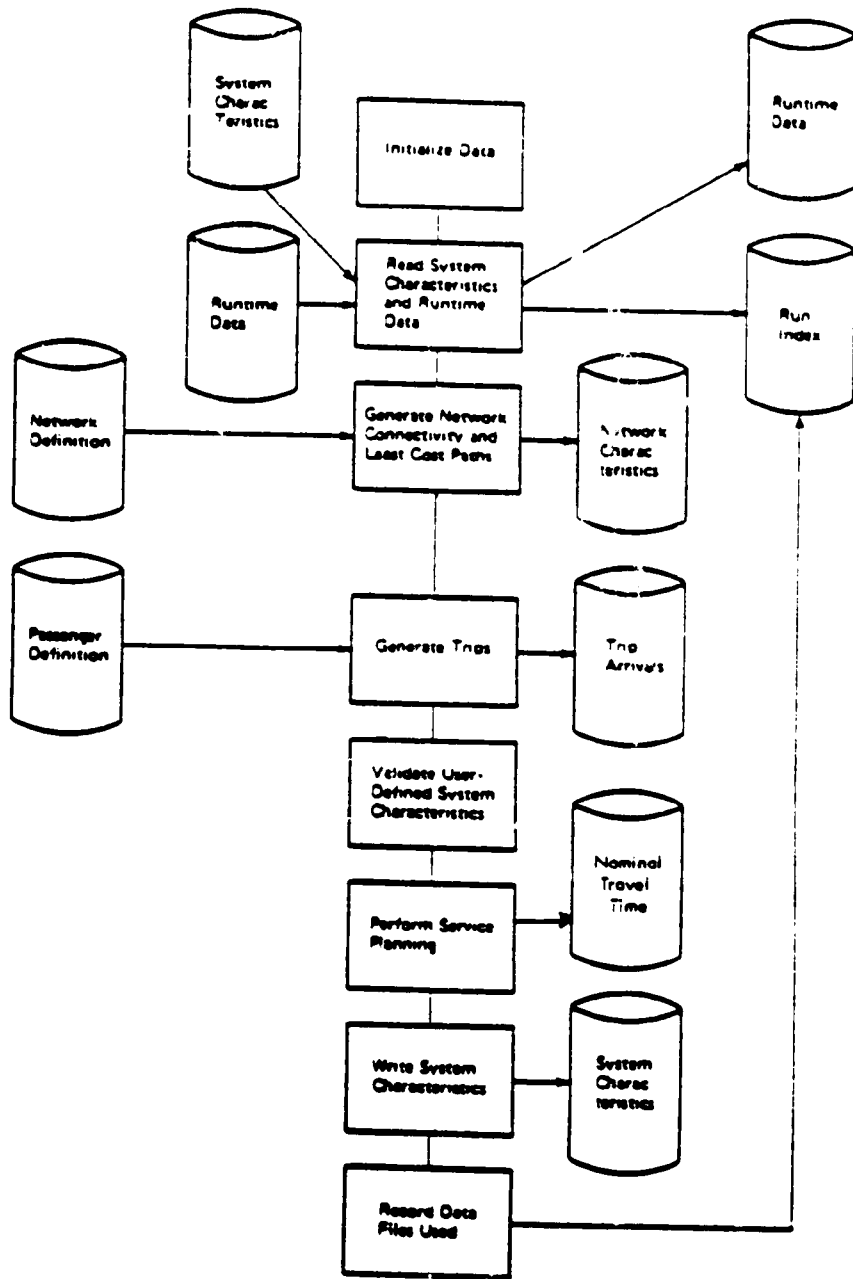 System
Charac
Teristics
Runtime
Data
Initialize Data
Read System
Characteristics
and Runtime
Data
Runtime
Data
Run
Index
Network
Definition
Generate Network
Connectivity and
Least Cost Paths
Network
Charac
teristics
Passenger
Definition
Generate Trips
Trip
Arrivals
Validate User-
Defined System
Characteristics
Nominal
Travel
Time
Perform Service
Planning
Write System
Characteristics
System
Charac
teristics
Record Data
Files Used